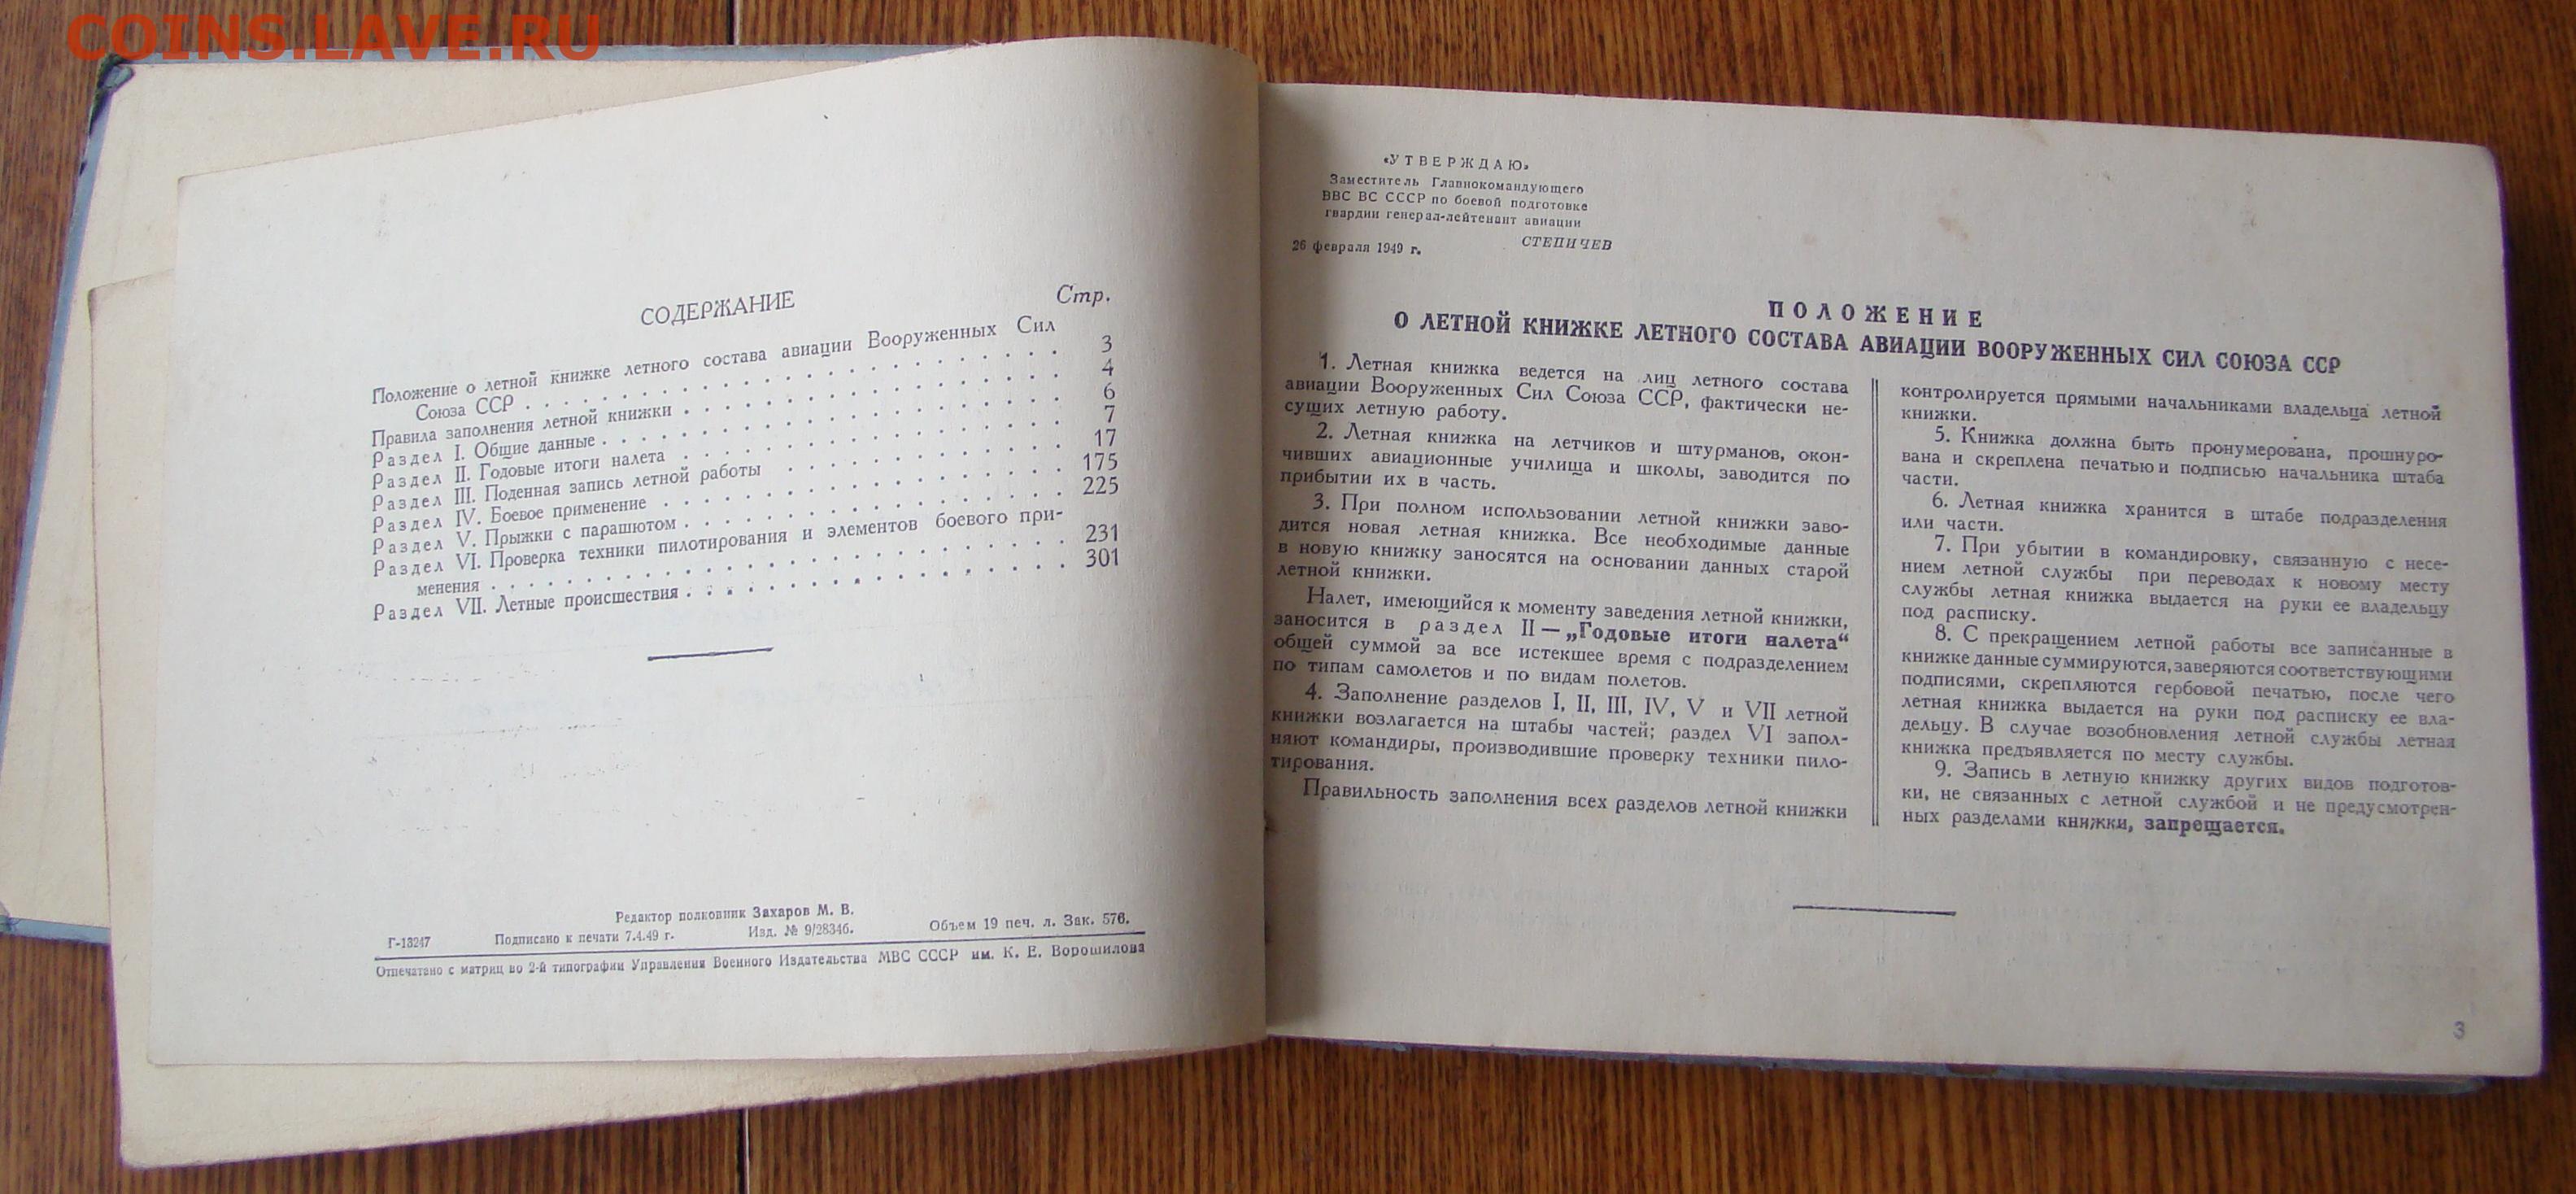 COINS.LAVE.RU
СОДЕРЖАНИЕ
Стр.
Положение о летной книжке летного состава авиации Вооруженных Сил
Союза ССР . . . . . . . . . . . . . . . . . . . . 3
Правила заполнения летной книжки . . . . . . . . . . . . . . 4
Раздел I. Общие данные . . . . . . . . . . . . . . . . . 6
Раздел II. Годовые итоги налета . . . . . . . . . . . . . . 7
Раздел III. Поденная запись летной работы . . . . . . . . . . 17
Раздел IV. Боевое применение . . . . . . . . . . . . . . . 175
Раздел V. Прыжки с парашютом . . . . . . . . . . . . . . 225
Раздел VI. Проверка техники пилотирования и элементов боевого при-
менения . . . . . . . . . . . . . . . . . . . . . 231
Раздел VII. Летные происшествия . . . . . . . . . . . . . . 301
Редактор полковник Захаров М. В.
Г-13247 Подписано к печати 7.4.49 г. Изд. № 9/2834б. Объем 19 печ. л. Зак. 576.
Отпечатано с матриц во 2-й типографии Управления Военного Издательства МВС СССР им. К. Е. Ворошилова
«УТВЕРЖДАЮ»
Заместитель Главнокомандующего
ВВС ВС СССР по боевой подготовке
гвардии генерал-лейтенант авиации
СТЕПИЧЕВ
26 февраля 1949 г.
ПОЛОЖЕНИЕ
О ЛЕТНОЙ КНИЖКЕ ЛЕТНОГО СОСТАВА АВИАЦИИ ВООРУЖЕННЫХ СИЛ СОЮЗА ССР
1. Летная книжка ведется на лиц летного состава
авиации Вооруженных Сил Союза ССР, фактически не-
сущих летную работу.
2. Летная книжка на летчиков и штурманов, окон-
чивших авиационные училища и школы, заводится по
прибытии их в часть.
3. При полном использовании летной книжки заво-
дится новая летная книжка. Все необходимые данные
в новую книжку заносятся на основании данных старой
летной книжки.
Налет, имеющийся к моменту заведения летной книжки,
заносится в раздел II — „Годовые итоги налета“
общей суммой за все истекшее время с подразделением
по типам самолетов и по видам полетов.
4. Заполнение разделов I, II, III, IV, V и VII летной
книжки возлагается на штабы частей; раздел VI запол-
няют командиры, производившие проверку техники пило-
тирования.
Правильность заполнения всех разделов летной книжки
контролируется прямыми начальниками владельца летной
книжки.
5. Книжка должна быть пронумерована, прошнуро-
вана и скреплена печатью и подписью начальника штаба
части.
6. Летная книжка хранится в штабе подразделения
или части.
7. При убытии в командировку, связанную с несе-
нием летной службы при переводах к новому месту
службы летная книжка выдается на руки ее владельцу
под расписку.
8. С прекращением летной работы все записанные в
книжке данные суммируются, заверяются соответствующими
подписями, скрепляются гербовой печатью, после чего
летная книжка выдается на руки под расписку ее вла-
дельцу. В случае возобновления летной службы летная
книжка предъявляется по месту службы.
9. Запись в летную книжку других видов подготов-
ки, не связанных с летной службой и не предусмотрен-
ных разделами книжки, запрещается.
3